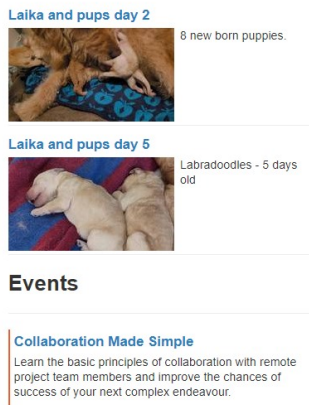 Laika and pups day 2
8 new born puppies.
Laika and pups day 5
Labradoodles - 5 days
old
Events
Collaboration Made Simple
Learn the basic principles of collaboration with remote
project team members and improve the chances of
success of your next complex endeavour.